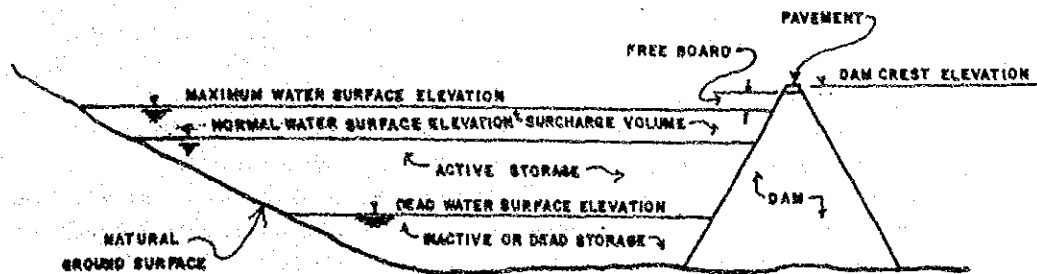 PAVEMENT
FREE BOARD
DAM CREST ELEVATION
MAXIMUM WATER SURFACE ELEVATION
NORMAL WATER SURFACE ELEVATION
SURCHARGE VOLUME
ACTIVE STORAGE
DAM
DEAD WATER SURFACE ELEVATION
INACTIVE OR DEAD STORAGE
NATURAL
GROUND SURFACE